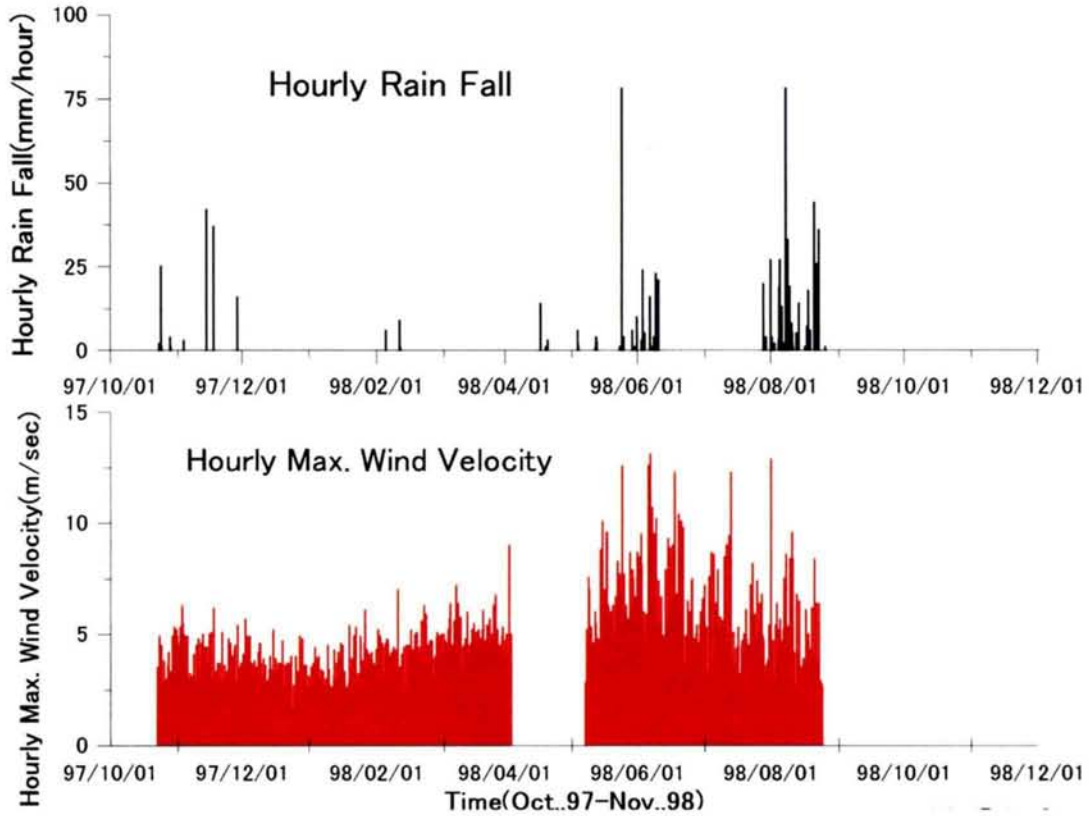 Hourly Rain Fall
Hourly Rain Fall(mm/hour)
100
75
50
25
0
97/10/01 97/12/01 98/02/01 98/04/01 98/06/01 98/08/01 98/10/01 98/12/01
Hourly Max. Wind Velocity
Hourly Max. Wind Velocity(m/sec)
15
10
5
0
97/10/01 97/12/01 98/02/01 98/04/01 98/06/01 98/08/01 98/10/01 98/12/01
Time(Oct..97-Nov..98)